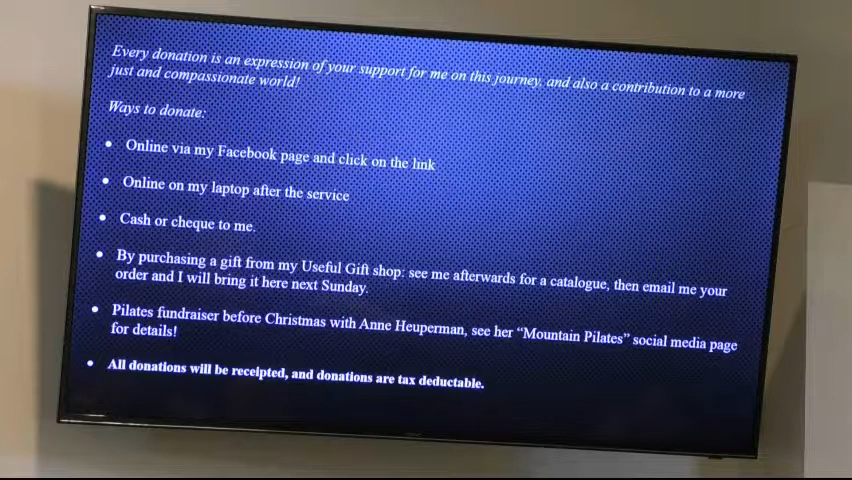 Every donation is an expression of your support for me on this journey, and also a contribution to a more
just and compassionate world!
Ways to donate:
• Online via my Facebook page and click on the link
• Online on my laptop after the service
• Cash or cheque to me.
• By purchasing a gift from my Useful Gift shop: see me afterwards for a catalogue, then email me your
order and I will bring it here next Sunday.
• Pilates fundraiser before Christmas with Anne Heuperman, see her “Mountain Pilates” social media page
for details!
• All donations will be receipted, and donations are tax deductable.